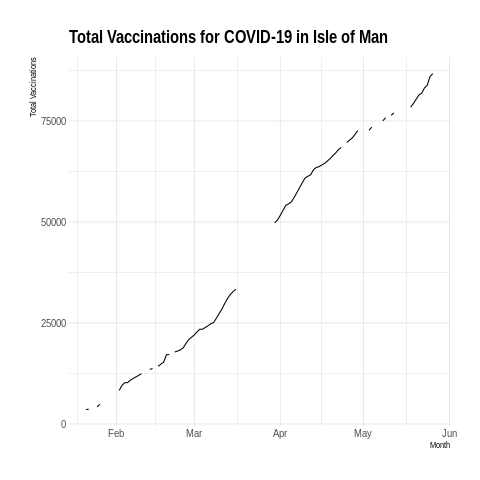 Total Vaccinations for COVID-19 in Isle of Man
Total Vaccinations
75000
50000
25000
0
Feb Mar Apr May Jun
Month